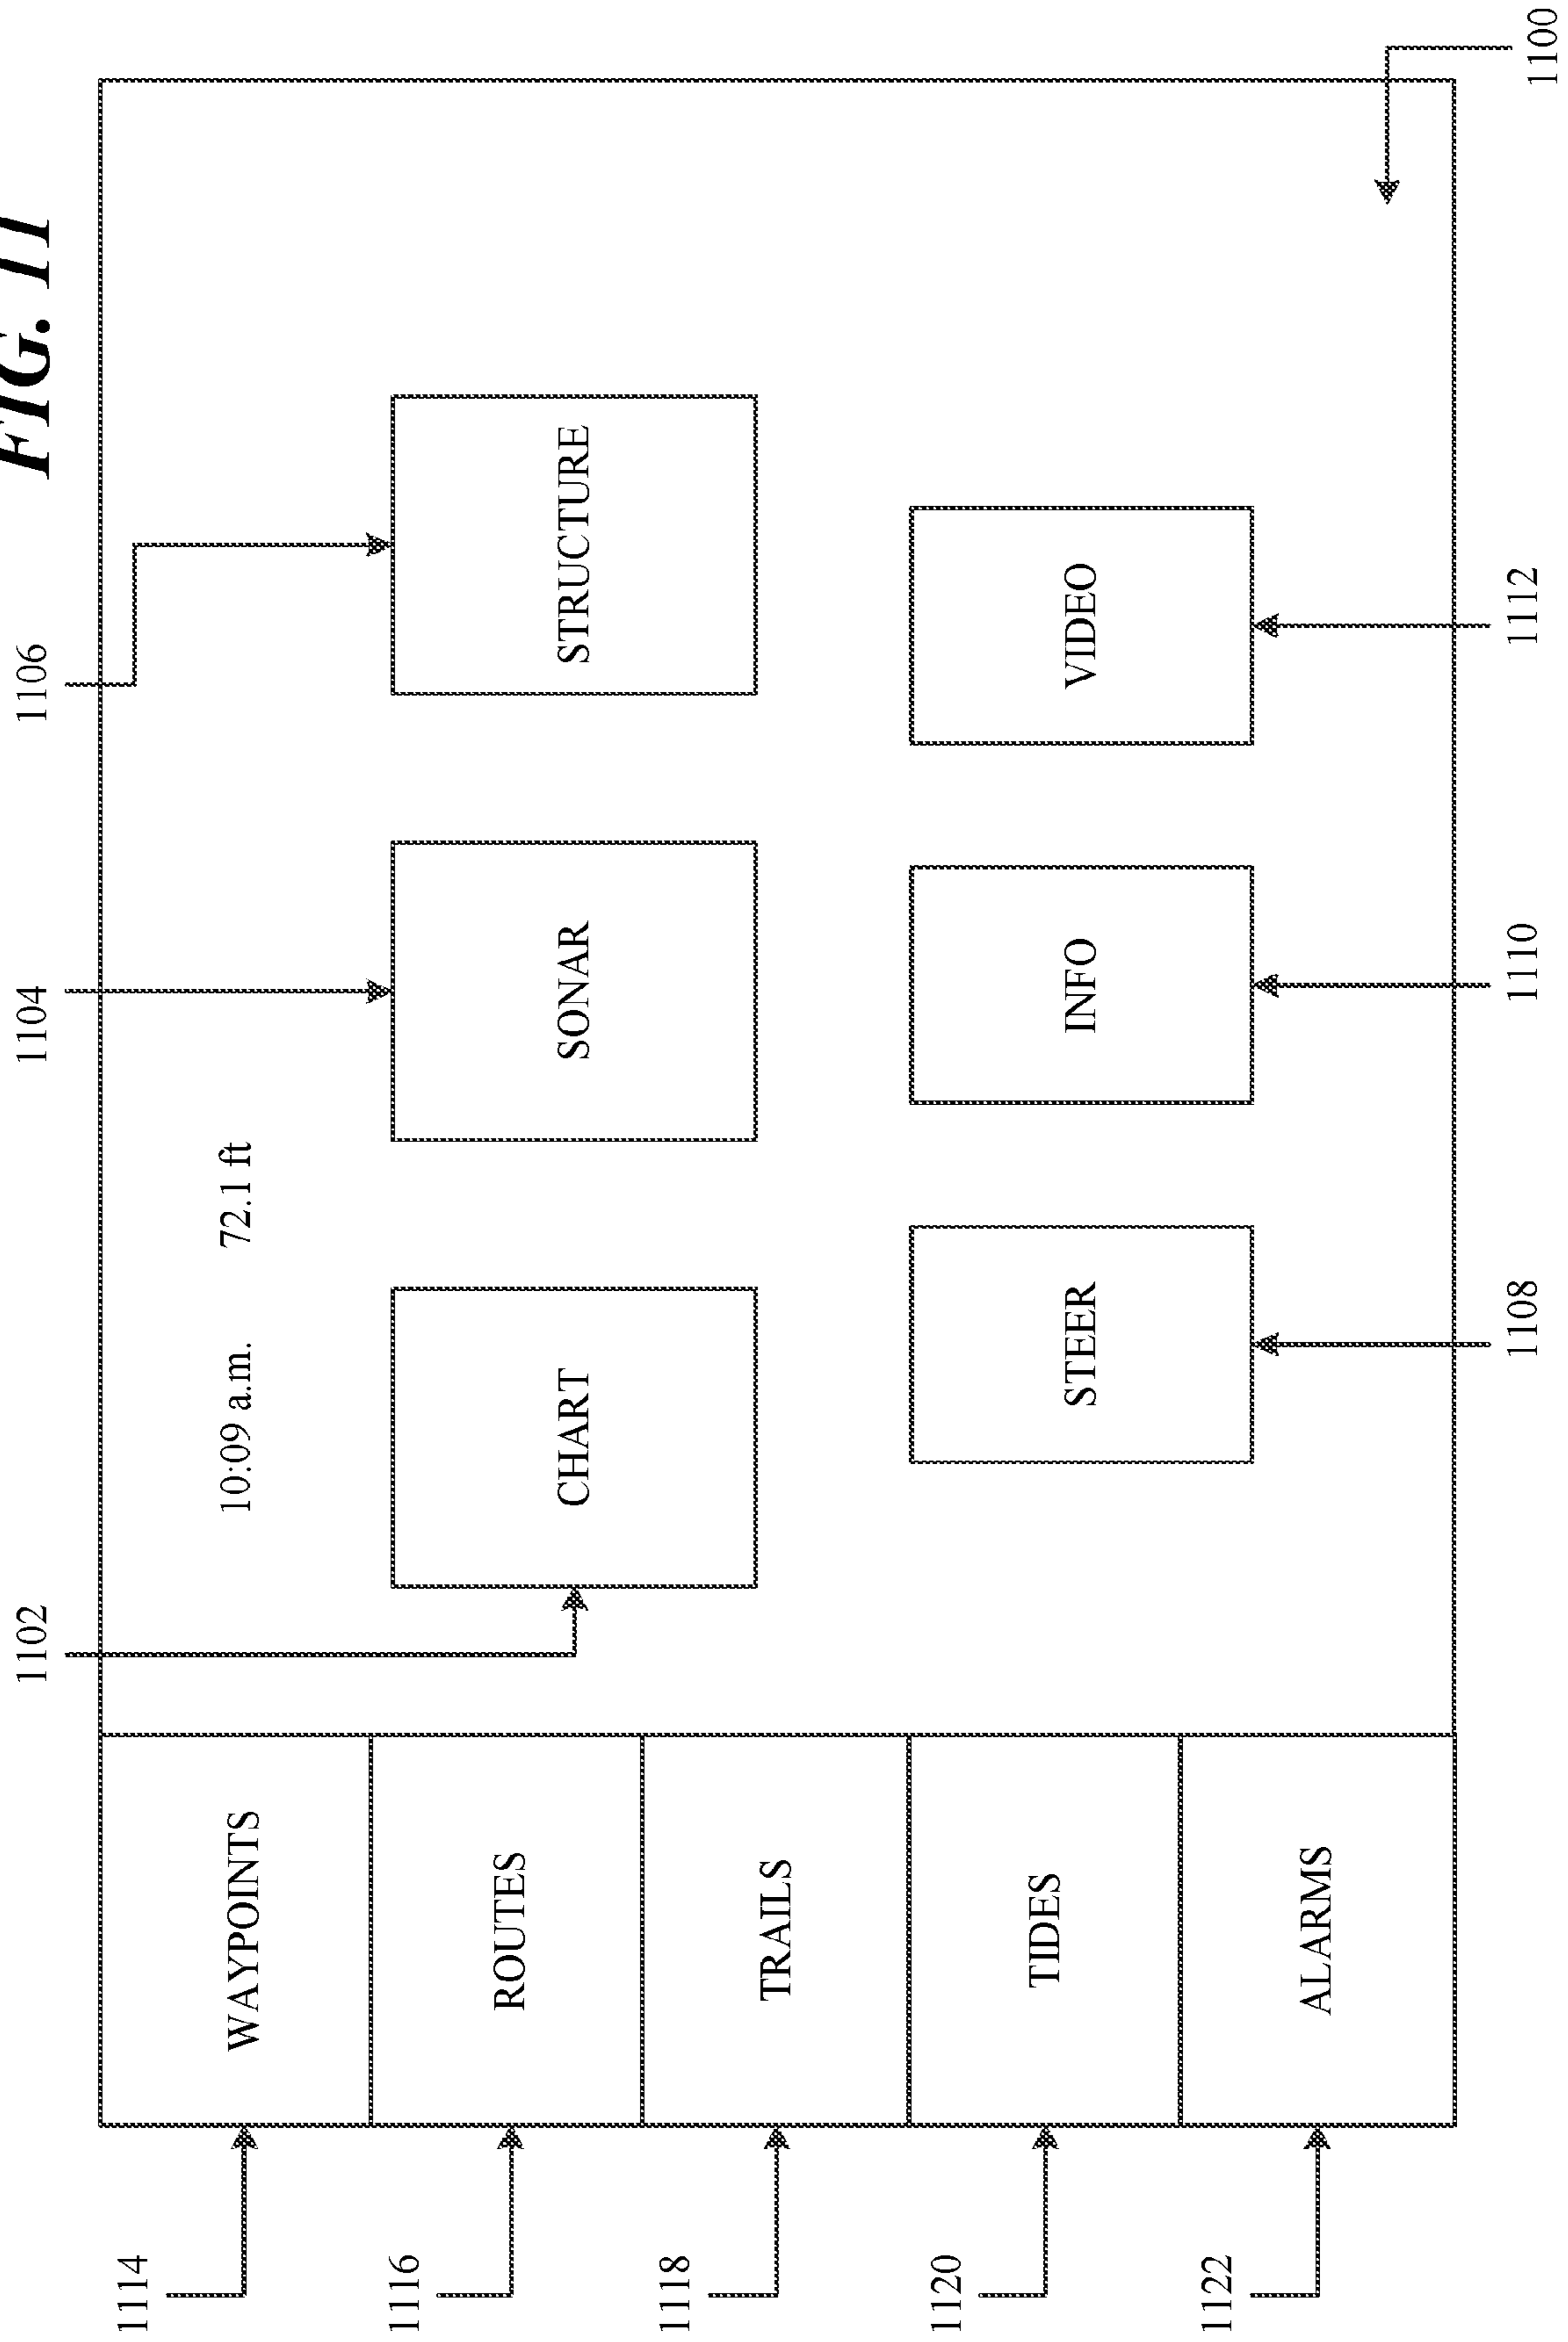 FIG. 11
1102
1104
1106
10:09 a.m.
72.1 ft
1114
WAYPOINTS
CHART
SONAR
STRUCTURE
1116
ROUTES
1118
TRAILS
1120
TIDES
STEER
INFO
VIDEO
1122
ALARMS
1108
1110
1112
1100